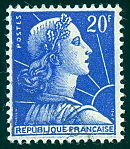 20F
POSTES
RÉPUBLIQUE FRANÇAISE